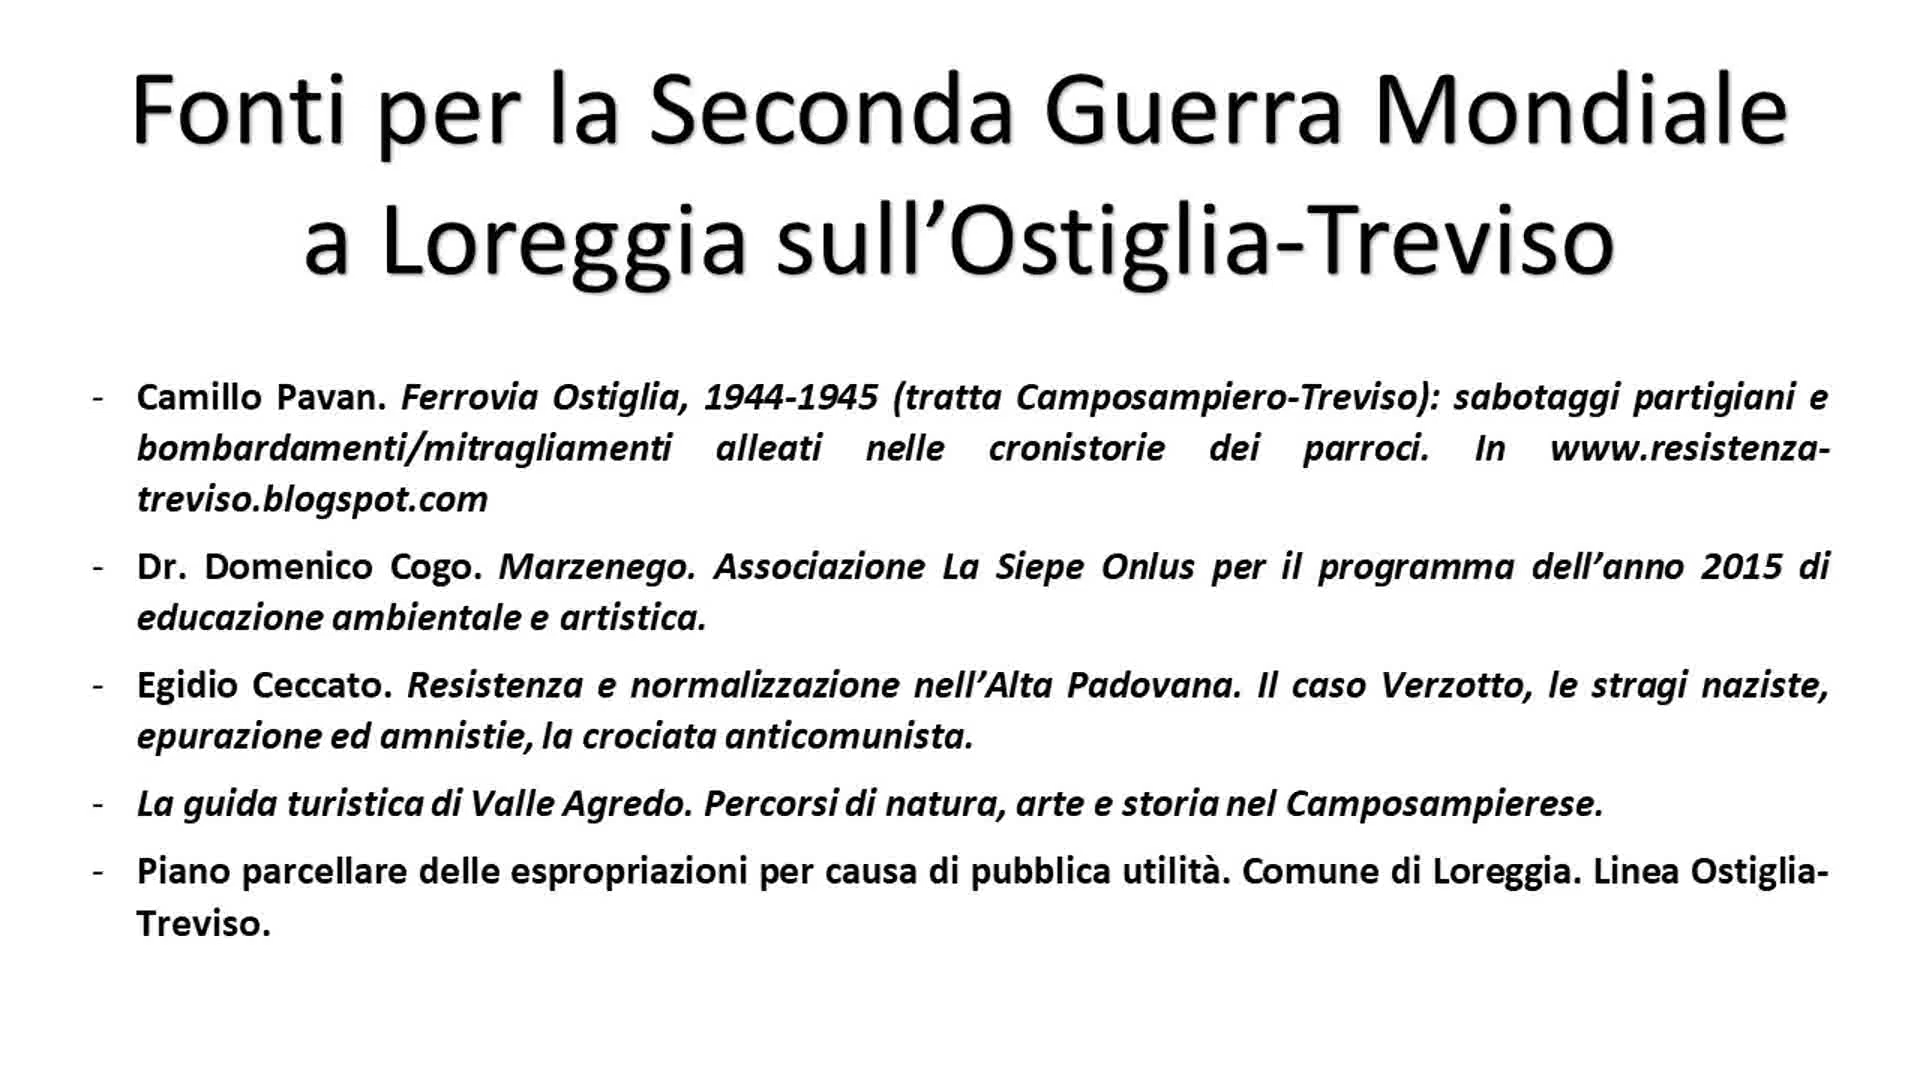 Fonti per la Seconda Guerra Mondiale
a Loreggia sull’Ostiglia-Treviso
- Camillo Pavan. Ferrovia Ostiglia, 1944-1945 (tratta Camposampiero-Treviso): sabotaggi partigiani e
bombardamenti/mitragliamenti alleati nelle cronistorie dei parroci. In www.resistenza-
treviso.blogspot.com
- Dr. Domenico Cogo. Marzenego. Associazione La Siepe Onlus per il programma dell’anno 2015 di
educazione ambientale e artistica.
- Egidio Ceccato. Resistenza e normalizzazione nell’Alta Padovana. Il caso Verzotto, le stragi naziste,
epurazione ed amnistie, la crociata anticomunista.
- La guida turistica di Valle Agredo. Percorsi di natura, arte e storia nel Camposampierese.
- Piano parcellare delle espropriazioni per causa di pubblica utilità. Comune di Loreggia. Linea Ostiglia-
Treviso.